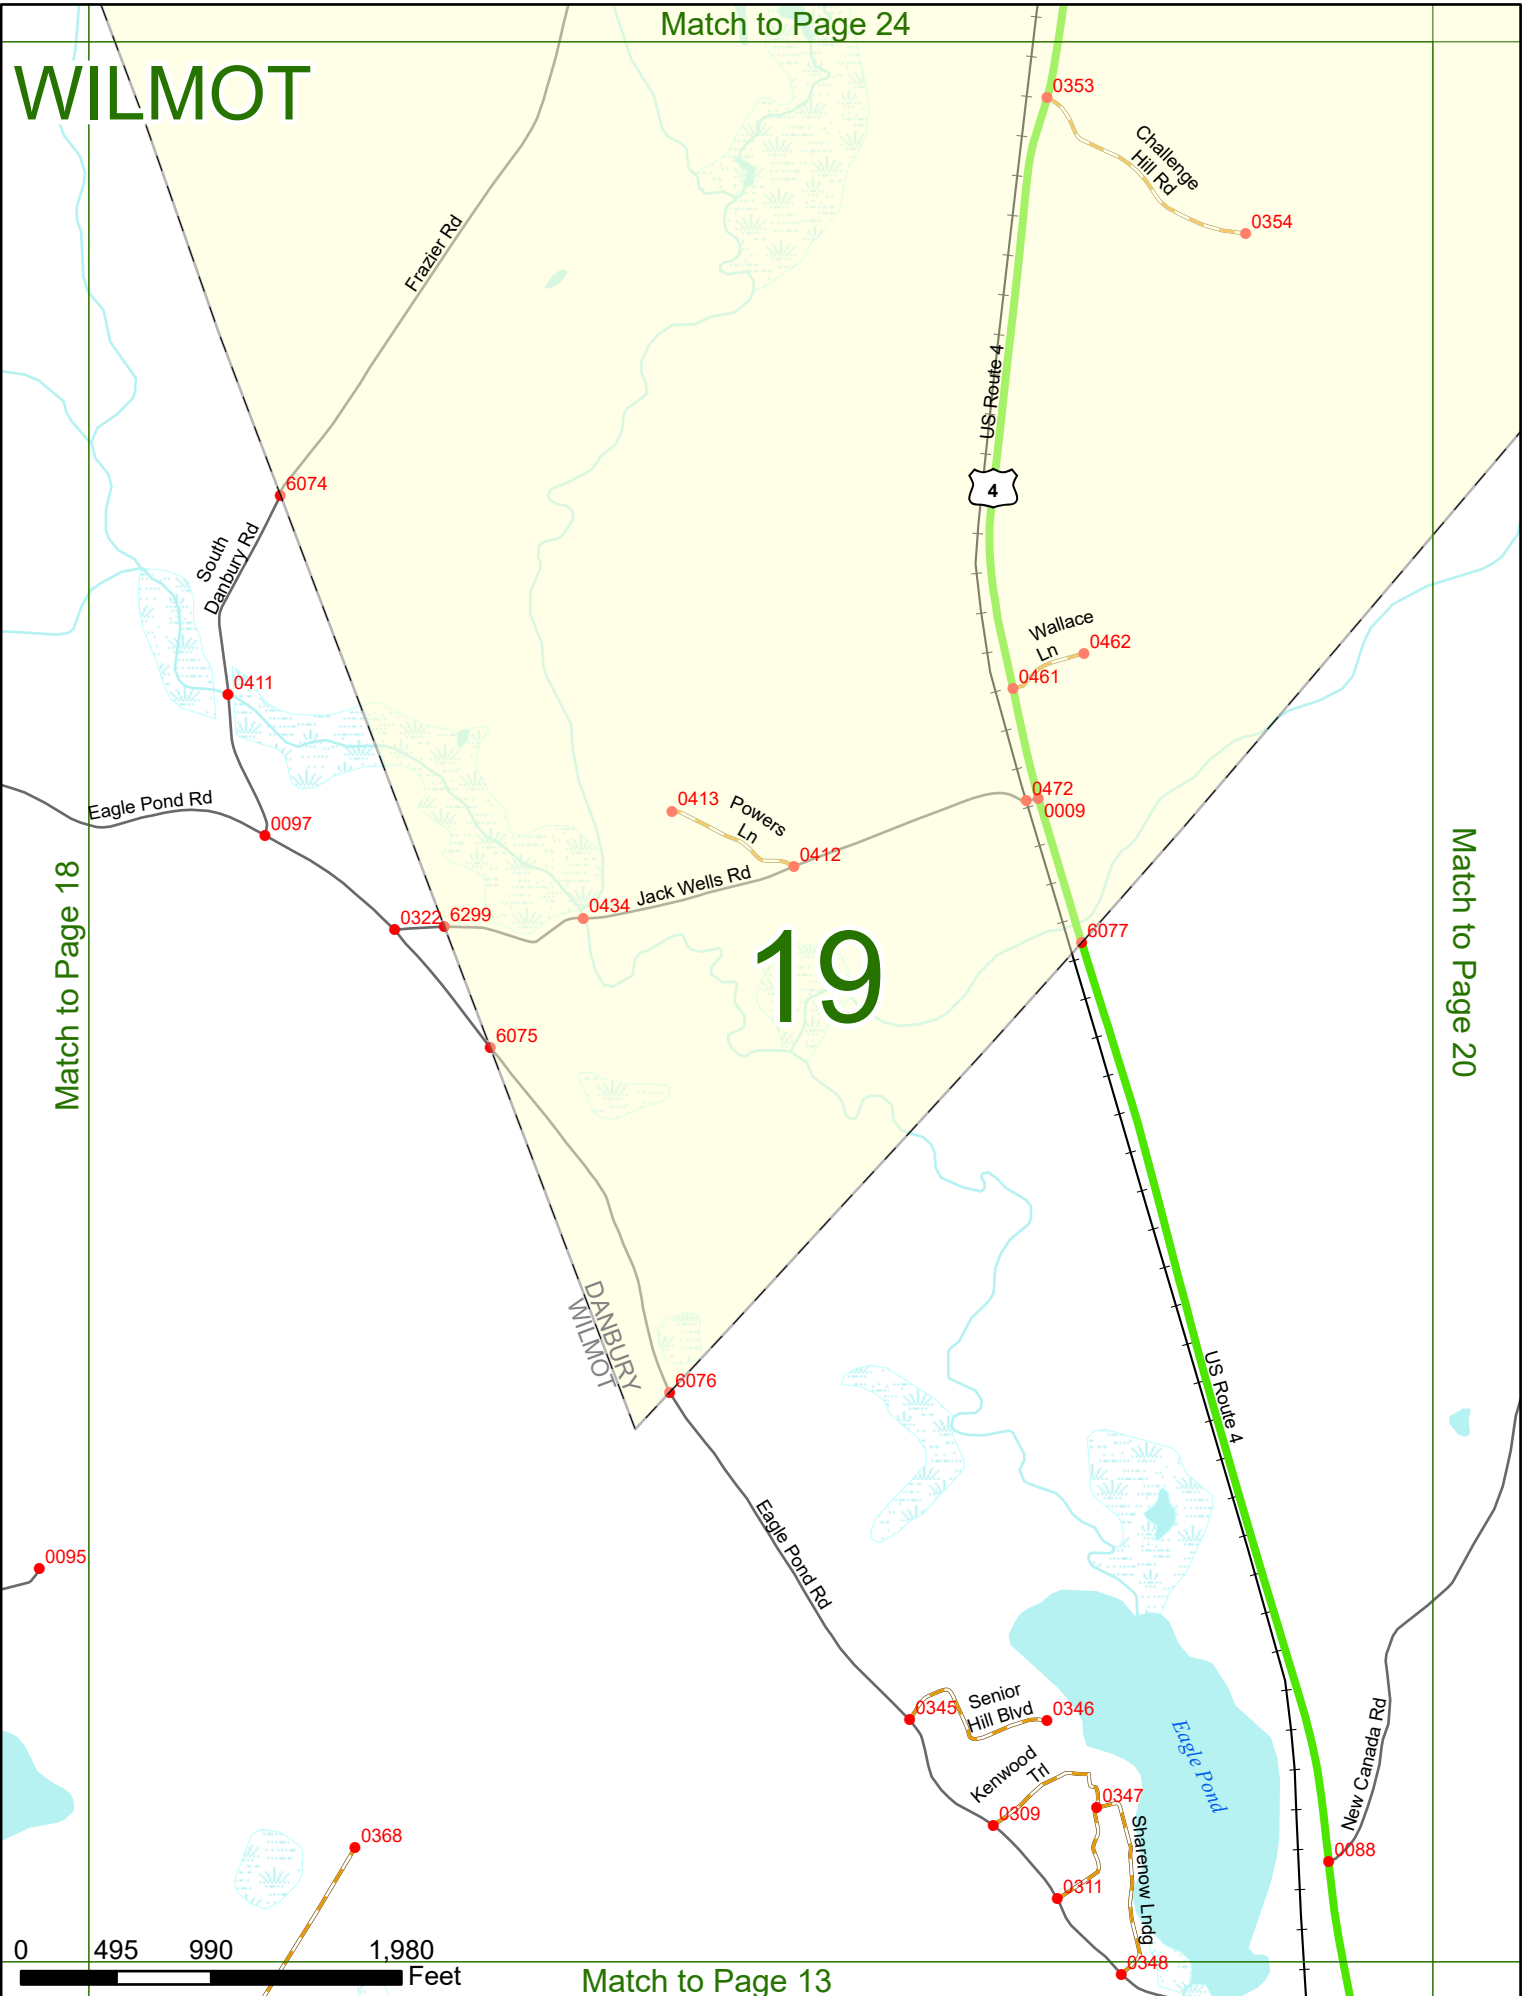 Match to Page 24
WILMOT
0353
Challenge
Hill Rd
0354
Frazier Rd
US Route 4
4
6074
South
Danbury Rd
Wallace
Ln
0462
0461
0411
Eagle Pond Rd
0097
0472
0009
0413
Powers
Ln
0412
Jack Wells Rd
0434
0322
6299
19
6077
Match to Page 18
Match to Page 20
6075
DANBURY
WILMOT
6076
US Route 4
Eagle Pond Rd
0095
0345
Senior
Hill Blvd
0346
Eagle Pond
New Canada Rd
Kenwood
Trl
0347
0309
Sharenow Lndg
0368
0088
0311
0348
0 495 990 1,980
Feet
Match to Page 13